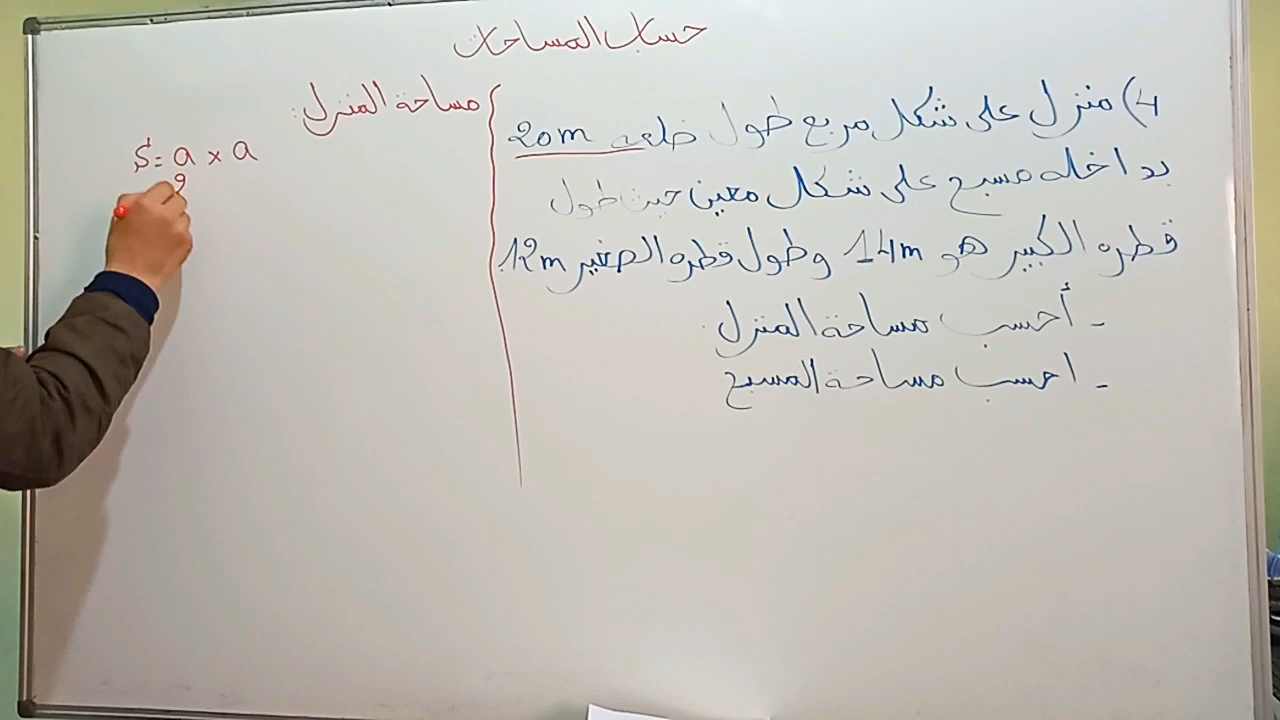 حساب المساحات
4) منزل على شكل مربع طول ضلعه 20m
بداخله مسبح على شكل معين حيث طول
قطره الكبير هو 14m وطول قطره الصغير 12m.
- أحسب مساحة المنزل.
- احسب مساحة المسبح
مساحة المنزل:
S = a × a